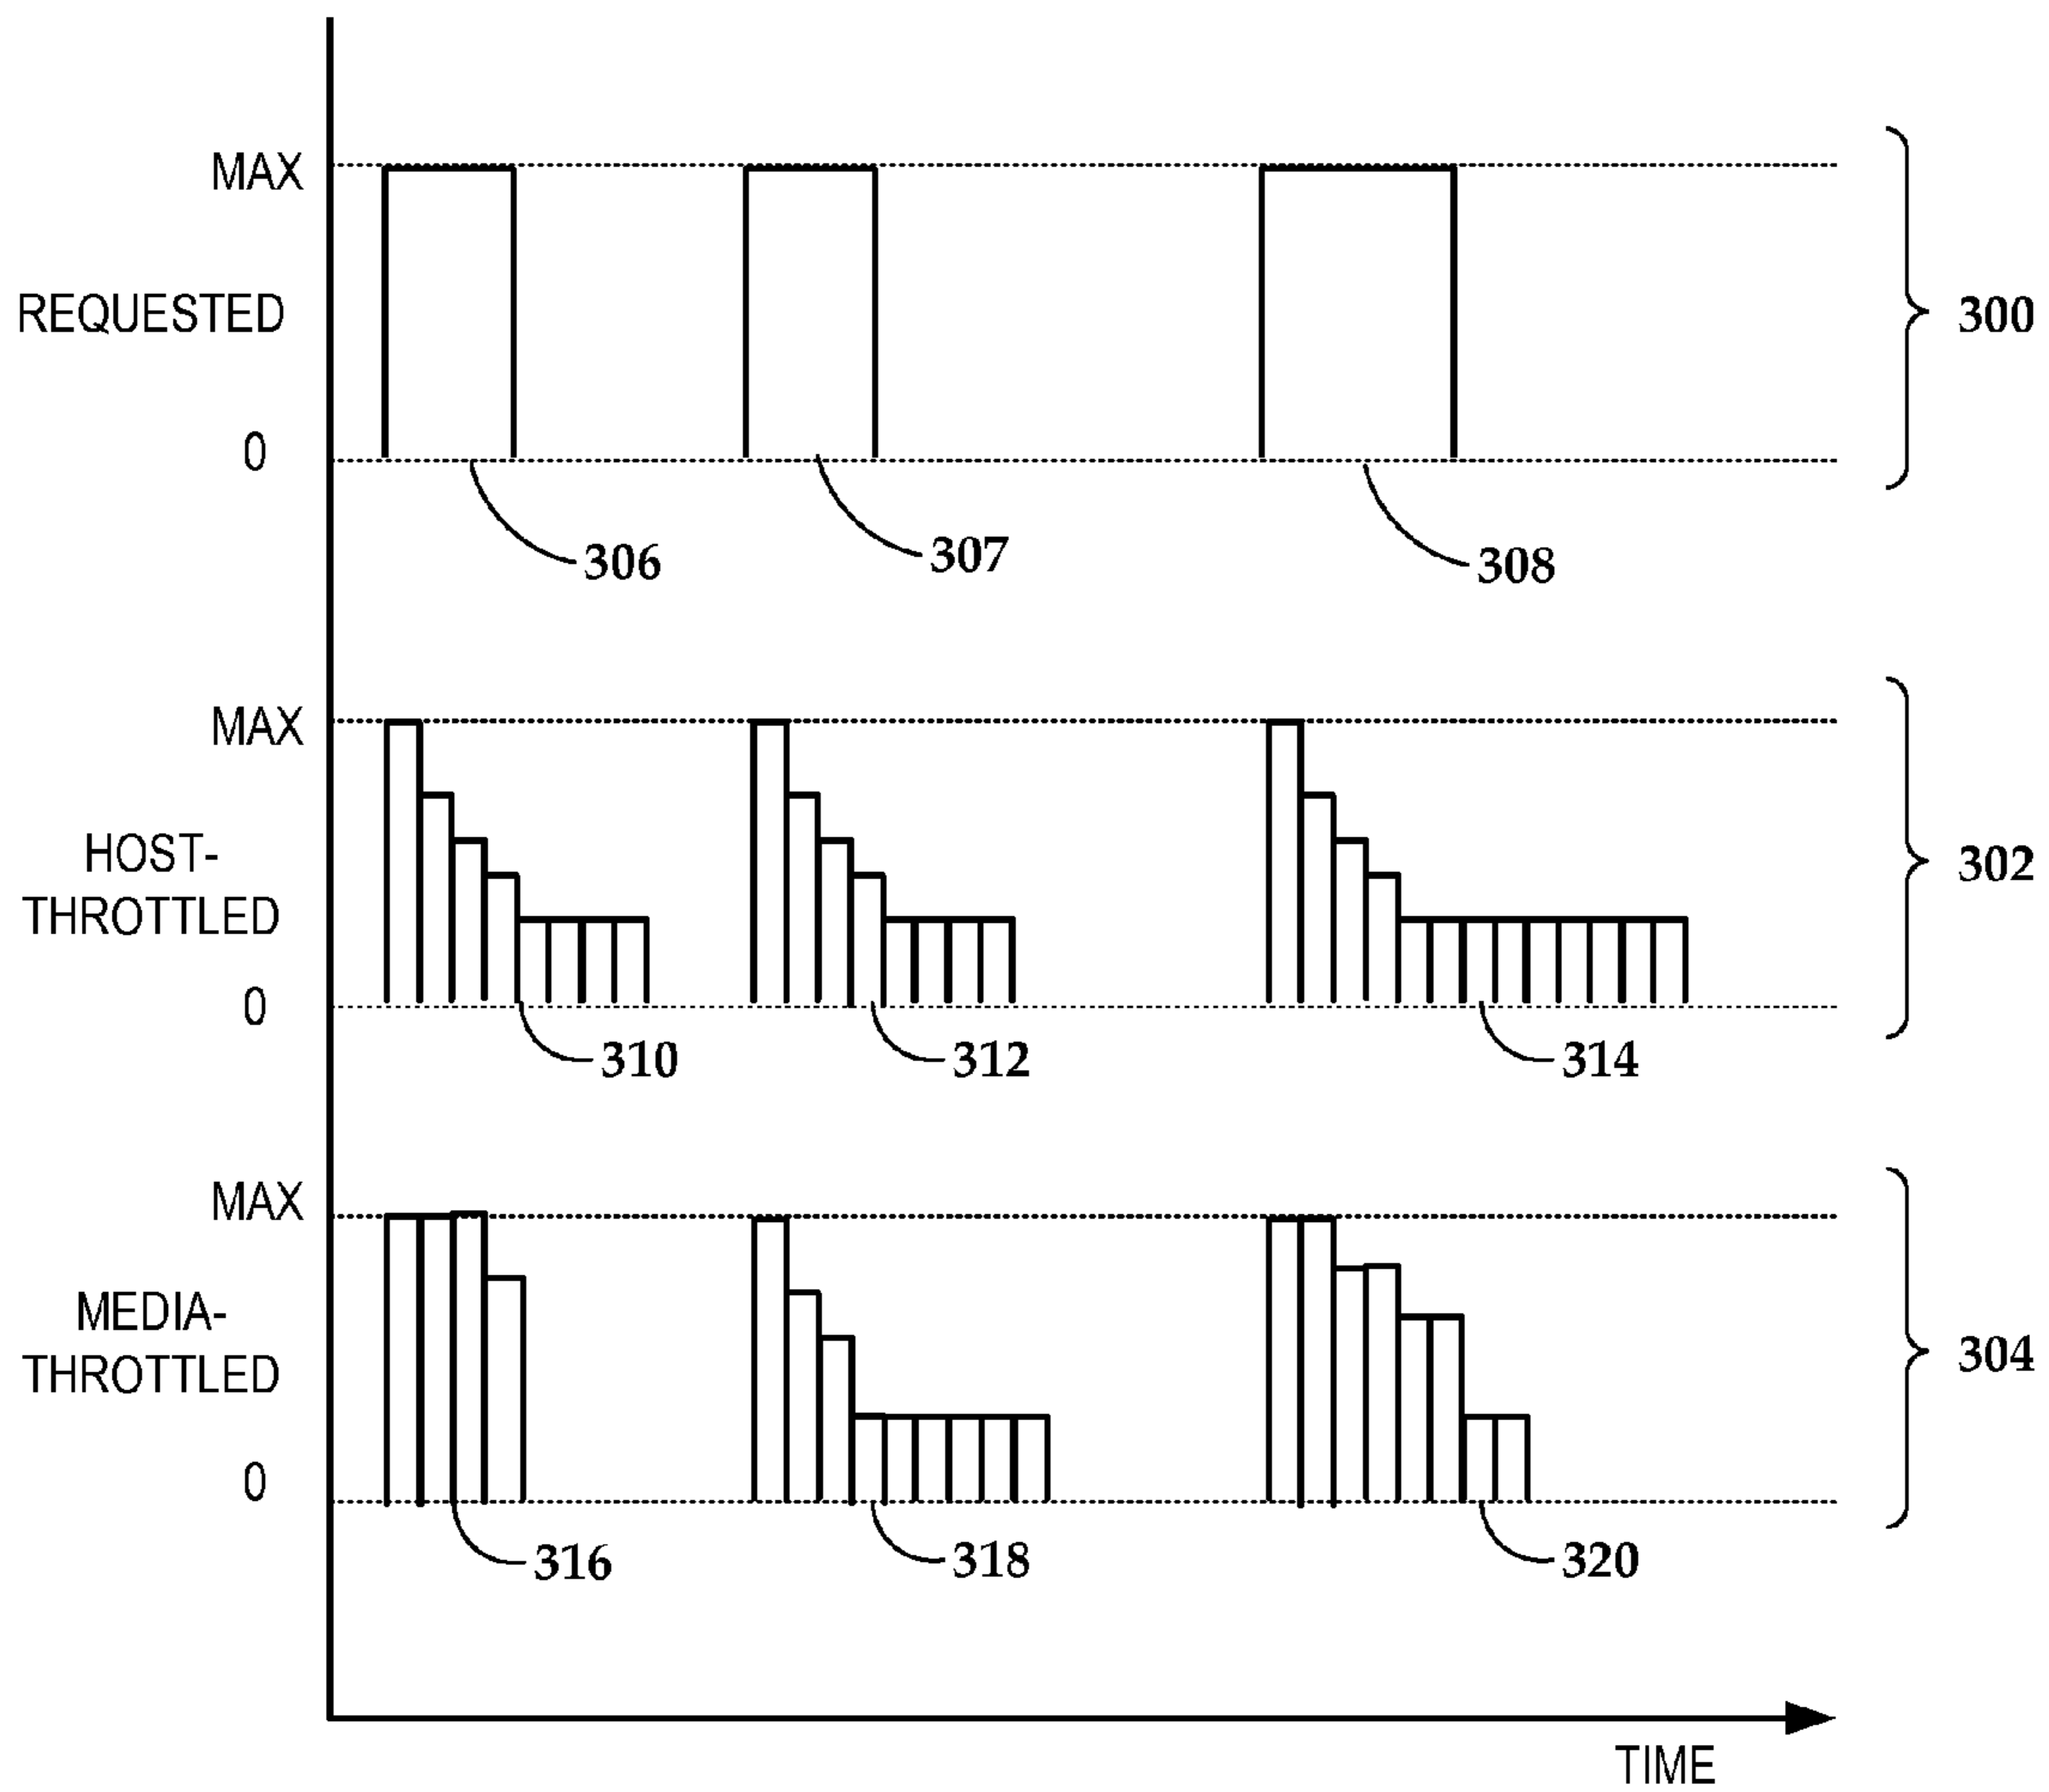 MAX
REQUESTED
300
0
306
307
308
MAX
HOST-
THROTTLED
302
0
310
312
314
MAX
MEDIA-
THROTTLED
304
0
316
318
320
TIME